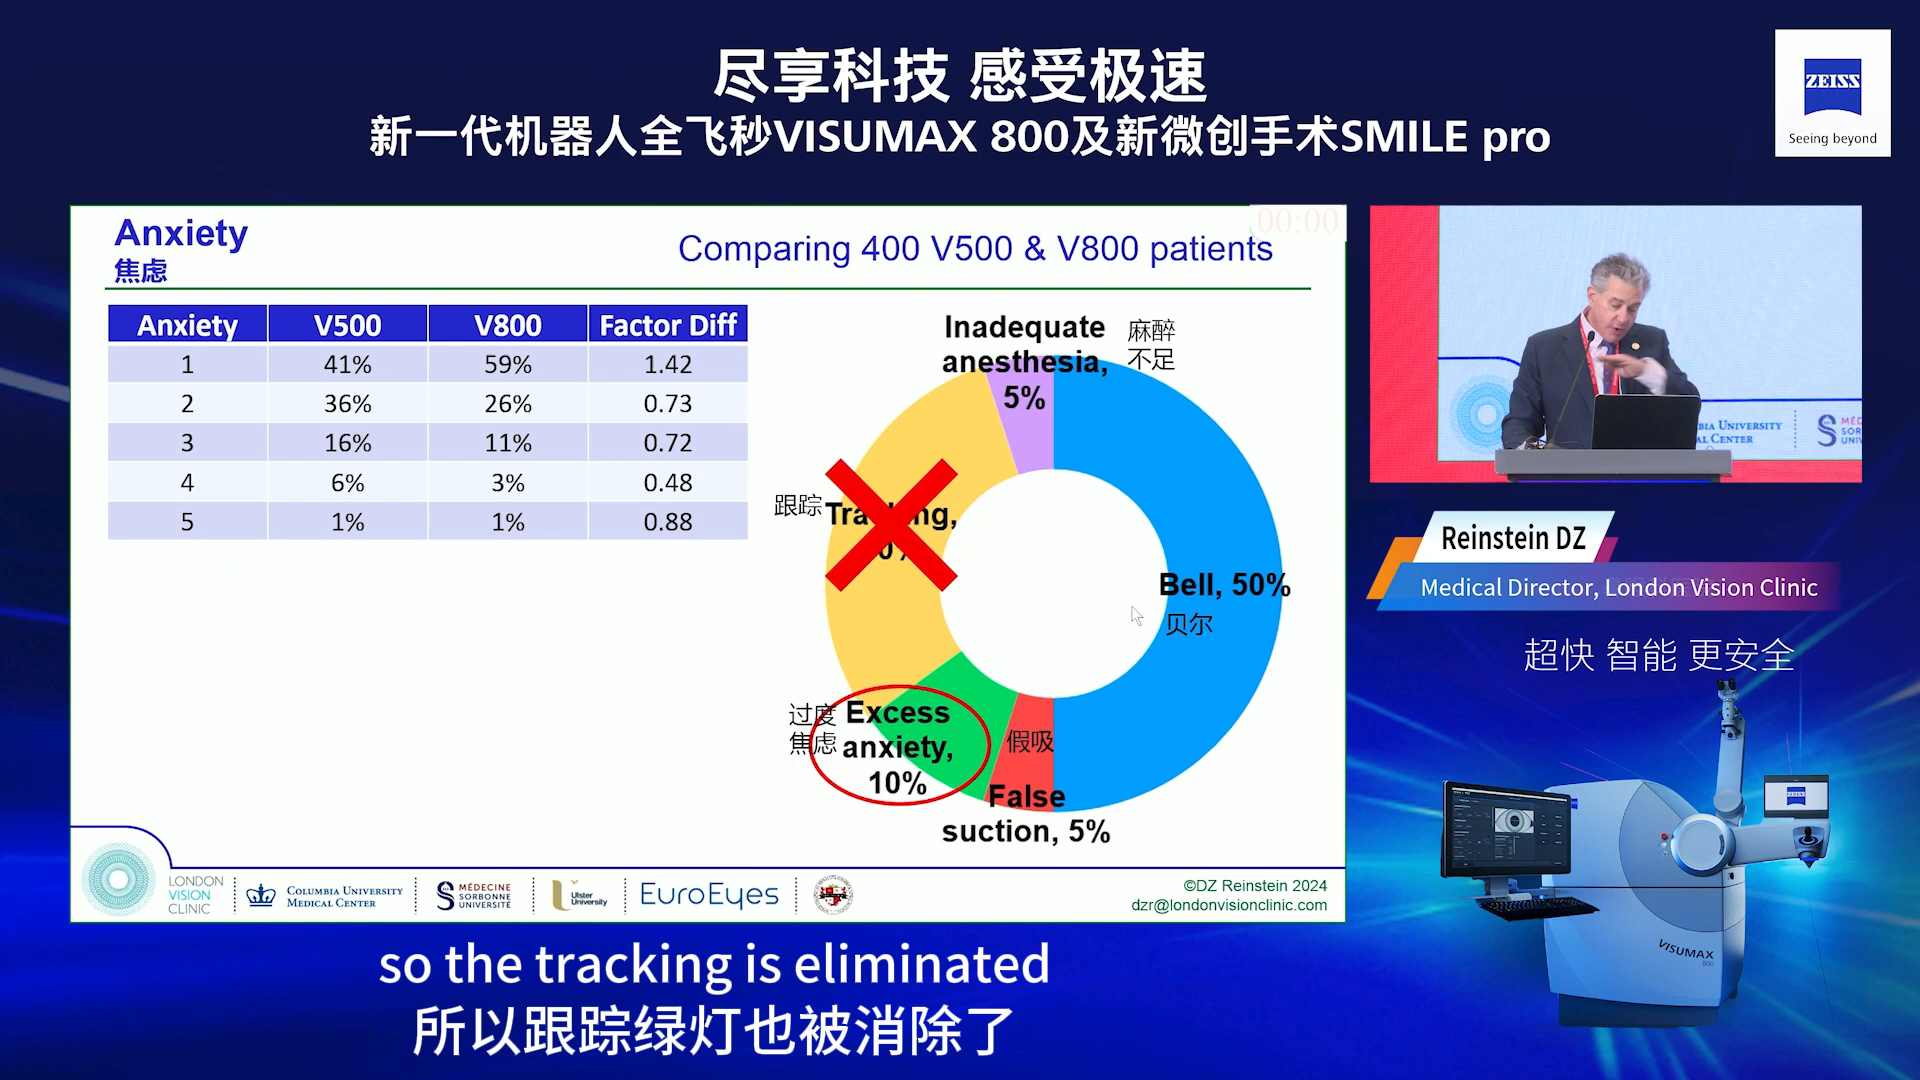 尽享科技 感受极速
新一代机器人全飞秒VISUMAX 800及新微创手术SMILE pro
ZEISS
Seeing beyond
Anxiety
焦虑
Comparing 400 V500 & V800 patients
00:00
Anxiety V500 V800 Factor Diff
1 41% 59% 1.42
2 36% 26% 0.73
3 16% 11% 0.72
4 6% 3% 0.48
5 1% 1% 0.88
Inadequate
anesthesia,
5%
麻醉
不足
跟踪
Bell, 50%
贝尔
过度
焦虑
Excess
anxiety,
10%
假吸
False
suction, 5%
LONDON
VISION
CLINIC
COLUMBIA UNIVERSITY
MEDICAL CENTER
MÉDECINE
SORBONNE
UNIVERSITÉ
Ulster
University
EuroEyes
©DZ Reinstein 2024
dzr@londonvisionclinic.com
Reinstein DZ
Medical Director, London Vision Clinic
超快 智能 更安全
ZEISS
VISUMAX
800
so the tracking is eliminated
所以跟踪绿灯也被消除了